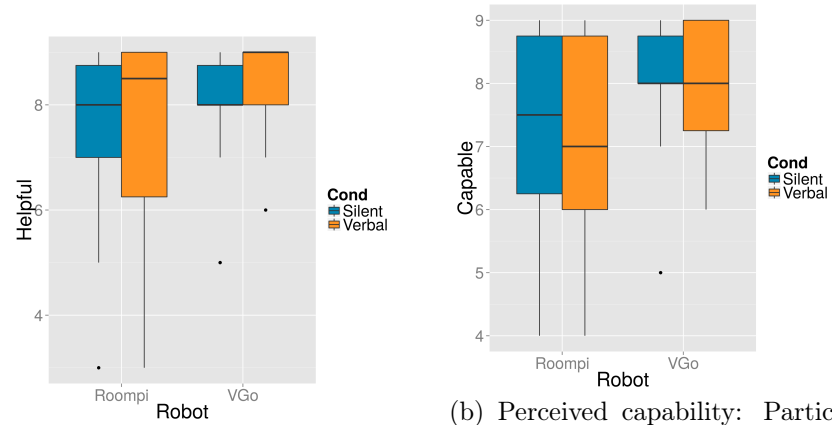 Helpful
8
6
4
Roompi VGo
Robot
Cond
Silent
Verbal
Capable
9
8
7
6
5
4
Roompi VGo
Robot
Cond
Silent
Verbal
(b) Perceived capability: Partic